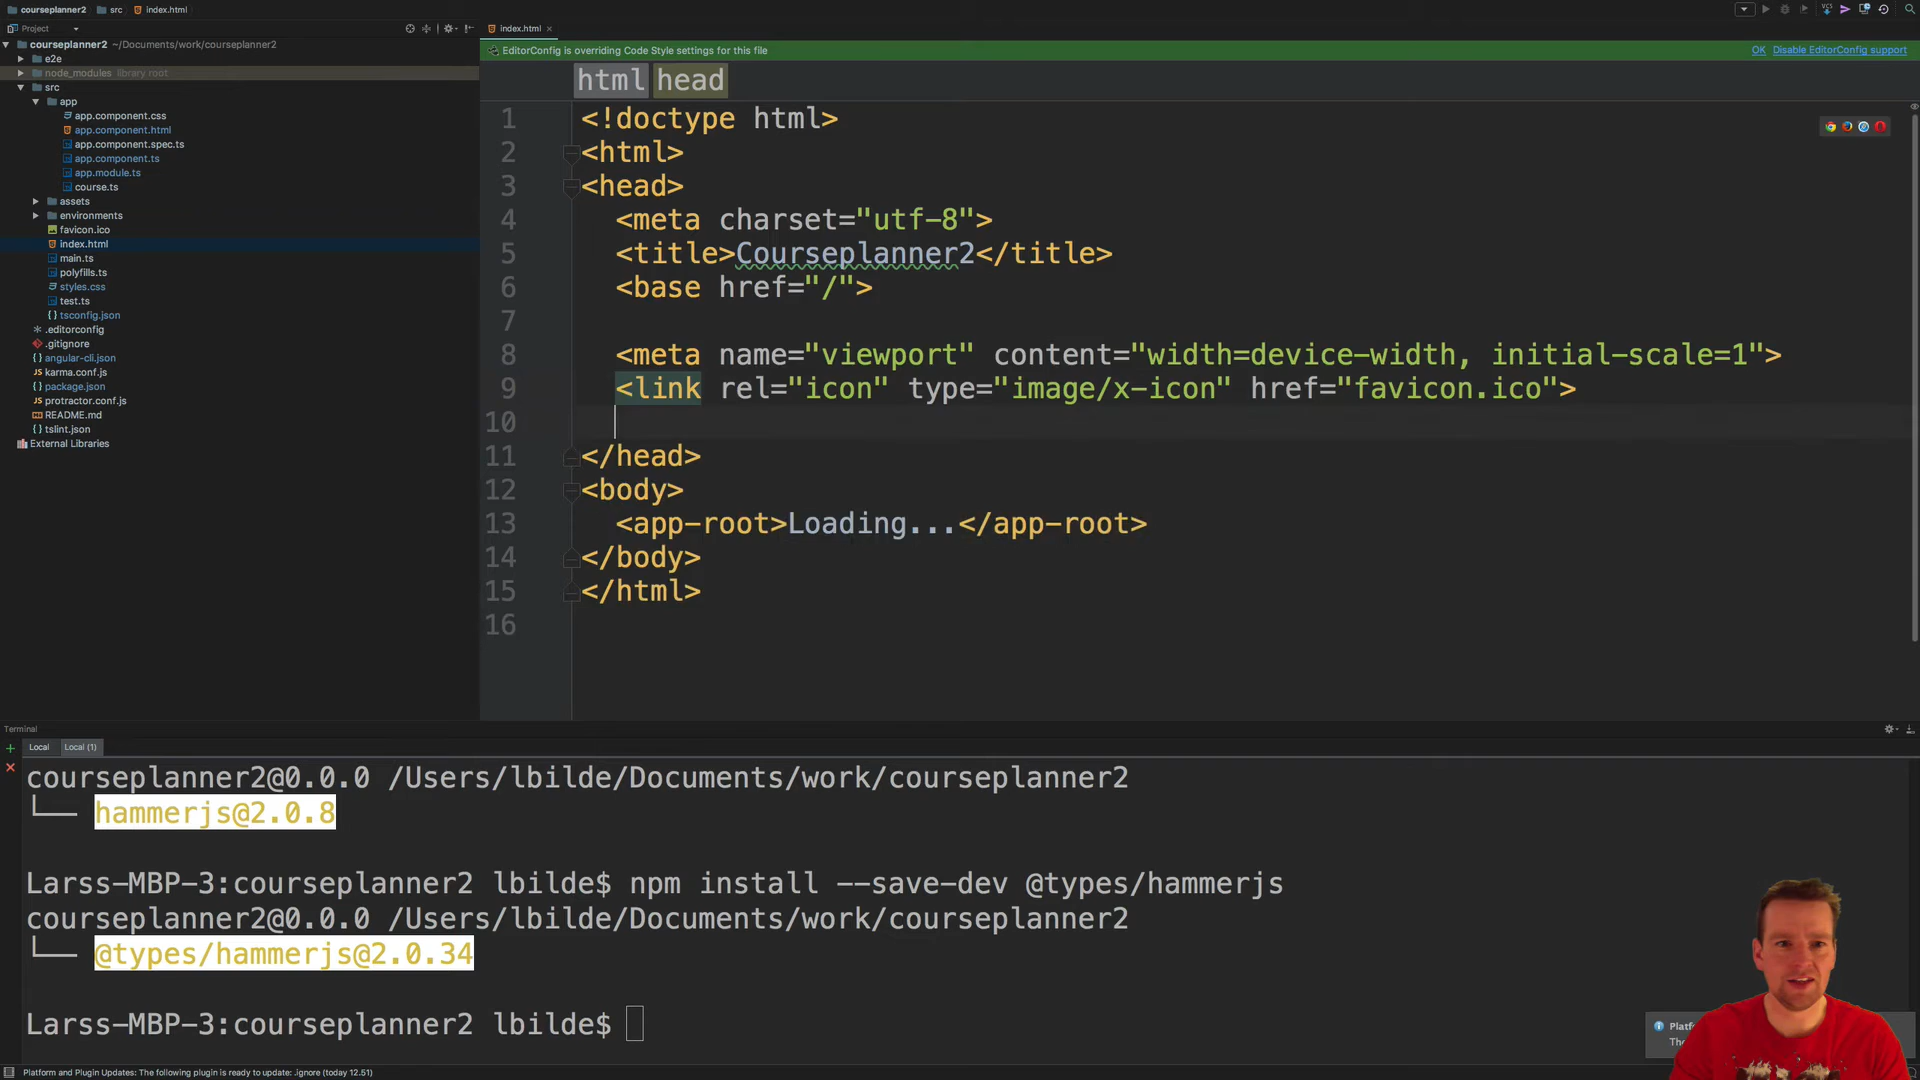 courseplanner2 src index.html
Project
index.html
courseplanner2 ~/Documents/work/courseplanner2
e2e
node_modules library root
src
app
app.component.css
app.component.html
app.component.spec.ts
app.component.ts
app.module.ts
course.ts
assets
environments
favicon.ico
index.html
main.ts
polyfills.ts
styles.css
test.ts
tsconfig.json
.editorconfig
.gitignore
angular-cli.json
karma.conf.js
package.json
protractor.conf.js
README.md
tslint.json
External Libraries
EditorConfig is overriding Code Style settings for this file OK Disable EditorConfig support
html head
1 <!doctype html>
2 <html>
3 <head>
4 <meta charset="utf-8">
5 <title>Courseplanner2</title>
6 <base href="/">
7
8 <meta name="viewport" content="width=device-width, initial-scale=1">
9 <link rel="icon" type="image/x-icon" href="favicon.ico">
10
11 </head>
12 <body>
13 <app-root>Loading...</app-root>
14 </body>
15 </html>
16
Terminal
Local Local (1)
courseplanner2@0.0.0 /Users/lbilde/Documents/work/courseplanner2
└── hammerjs@2.0.8
Larss-MBP-3:courseplanner2 lbilde$ npm install --save-dev @types/hammerjs
courseplanner2@0.0.0 /Users/lbilde/Documents/work/courseplanner2
└── @types/hammerjs@2.0.34
Larss-MBP-3:courseplanner2 lbilde$
Platform and Plugin Updates: The following plugin is ready to update: .ignore (today 12.51)